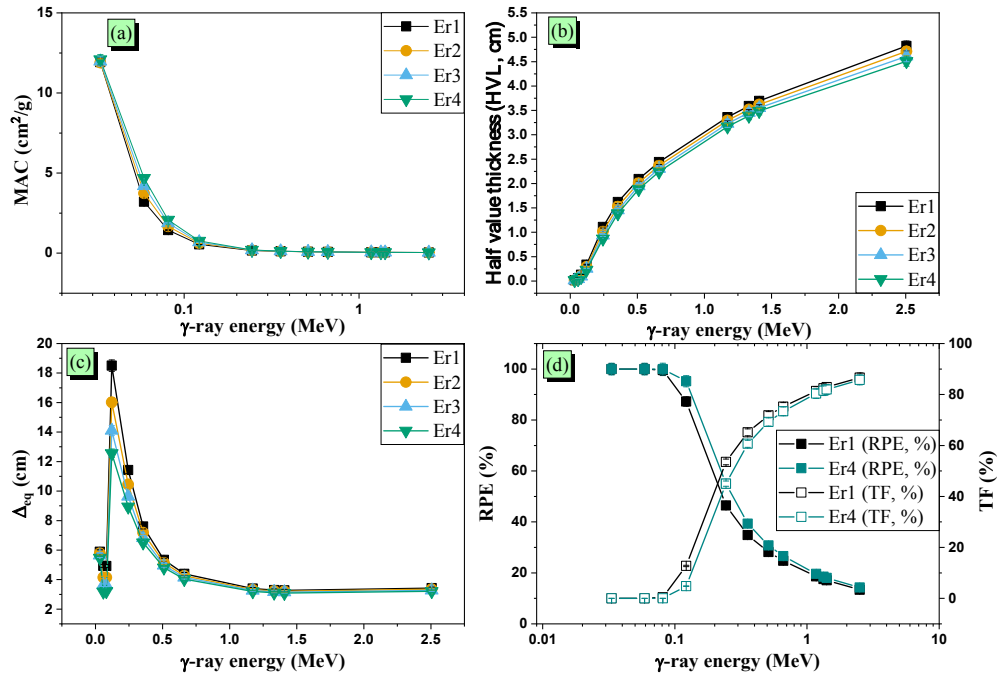 (a)
Er1
Er2
Er3
Er4
15
10
5
0
MAC (cm²/g)
0.1
1
γ-ray energy (MeV)
(b)
5.5
5.0
4.5
4.0
3.5
3.0
2.5
2.0
1.5
1.0
0.5
0.0
Half value thickness (HVL, cm)
Er1
Er2
Er3
Er4
0.0
0.5
1.0
1.5
2.0
2.5
γ-ray energy (MeV)
(c)
Er1
Er2
Er3
Er4
20
18
16
14
12
10
8
6
4
2
Δeq (cm)
0.0
0.5
1.0
1.5
2.0
2.5
γ-ray energy (MeV)
(d)
100
80
60
40
20
0
RPE (%)
Er1 (RPE, %)
Er4 (RPE, %)
Er1 (TF, %)
Er4 (TF, %)
100
80
60
40
20
0
TF (%)
0.01
0.1
1
10
γ-ray energy (MeV)